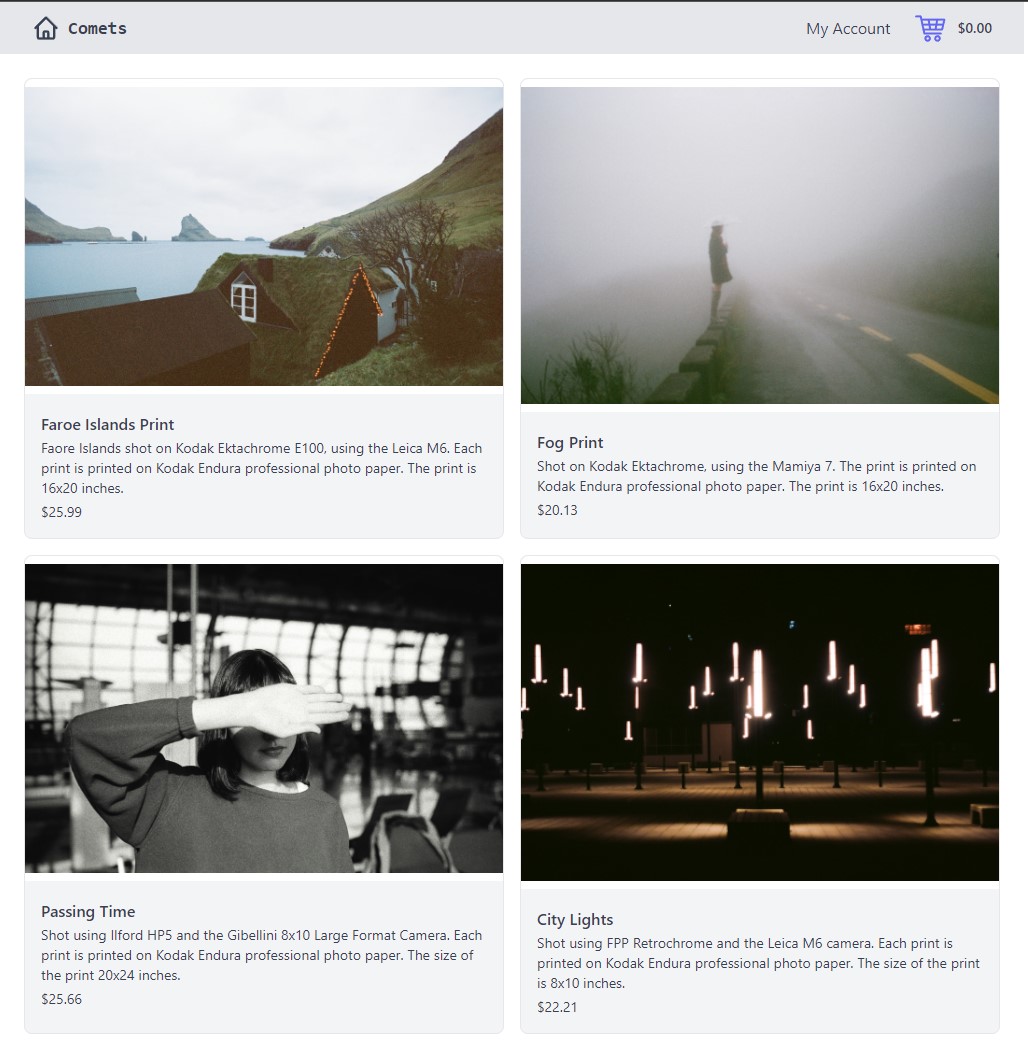 Comets
My Account
$0.00
Faroe Islands Print
Faore Islands shot on Kodak Ektachrome E100, using the Leica M6. Each
print is printed on Kodak Endura professional photo paper. The print is
16x20 inches.
$25.99
Fog Print
Shot on Kodak Ektachrome, using the Mamiya 7. The print is printed on
Kodak Endura professional photo paper. The print is 16x20 inches.
$20.13
Passing Time
Shot using Ilford HP5 and the Gibellini 8x10 Large Format Camera. Each
print is printed on Kodak Endura professional photo paper. The size of
the print 20x24 inches.
$25.66
City Lights
Shot using FPP Retrochrome and the Leica M6 camera. Each print is
printed on Kodak Endura professional photo paper. The size of the print
is 8x10 inches.
$22.21